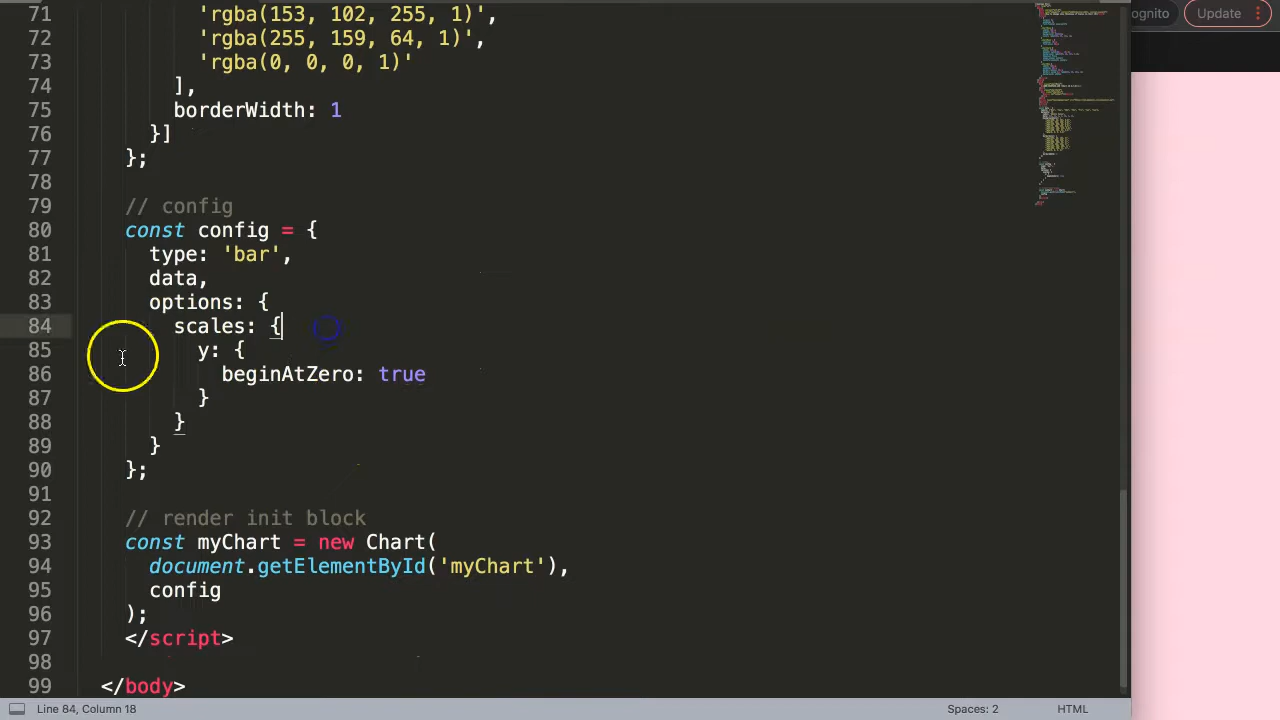 71 'rgba(153, 102, 255, 1)',
72 'rgba(255, 159, 64, 1)',
73 'rgba(0, 0, 0, 1)'
74 ],
75 borderWidth: 1
76 }]
77 };
78
79 // config
80 const config = {
81 type: 'bar',
82 data,
83 options: {
84 scales: {
85 y: {
86 beginAtZero: true
87 }
88 }
89 }
90 };
91
92 // render init block
93 const myChart = new Chart(
94 document.getElementById('myChart'),
95 config
96 );
97 </script>
98
99 </body>
ognito Update
Line 84, Column 18 Spaces: 2 HTML